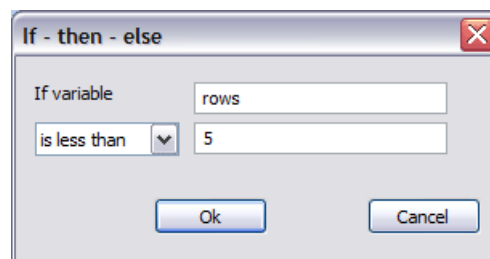 If - then - else
If variable rows
is less than 5
Ok Cancel